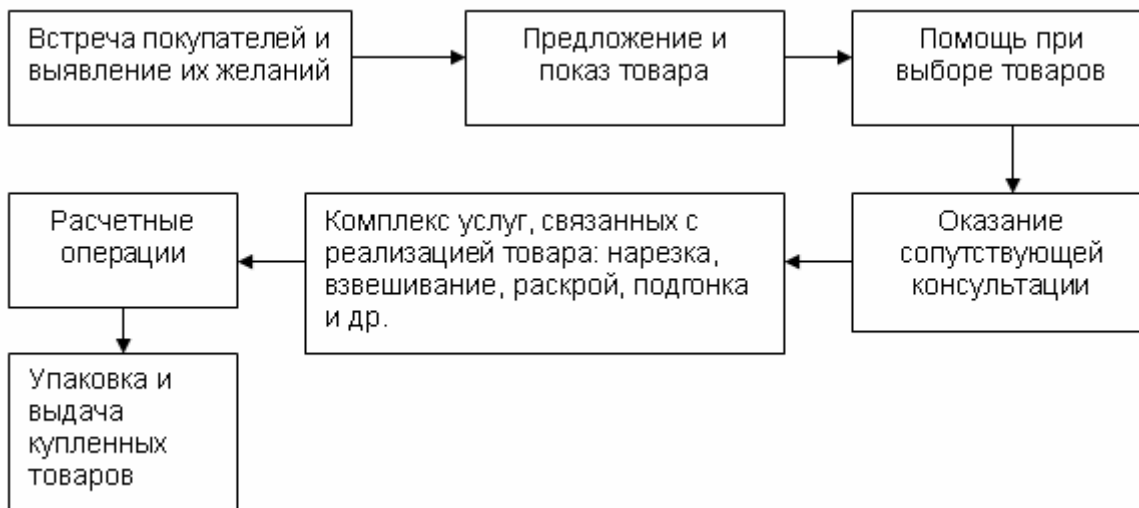 Встреча покупателей и
выявление их желаний
Предложение и
показ товара
Помощь при
выборе товаров
Оказание
сопутствующей
консультации
Комплекс услуг, связанных с
реализацией товара: нарезка,
взвешивание, раскрой, подгонка
и др.
Расчетные
операции
Упаковка и
выдача
купленных
товаров